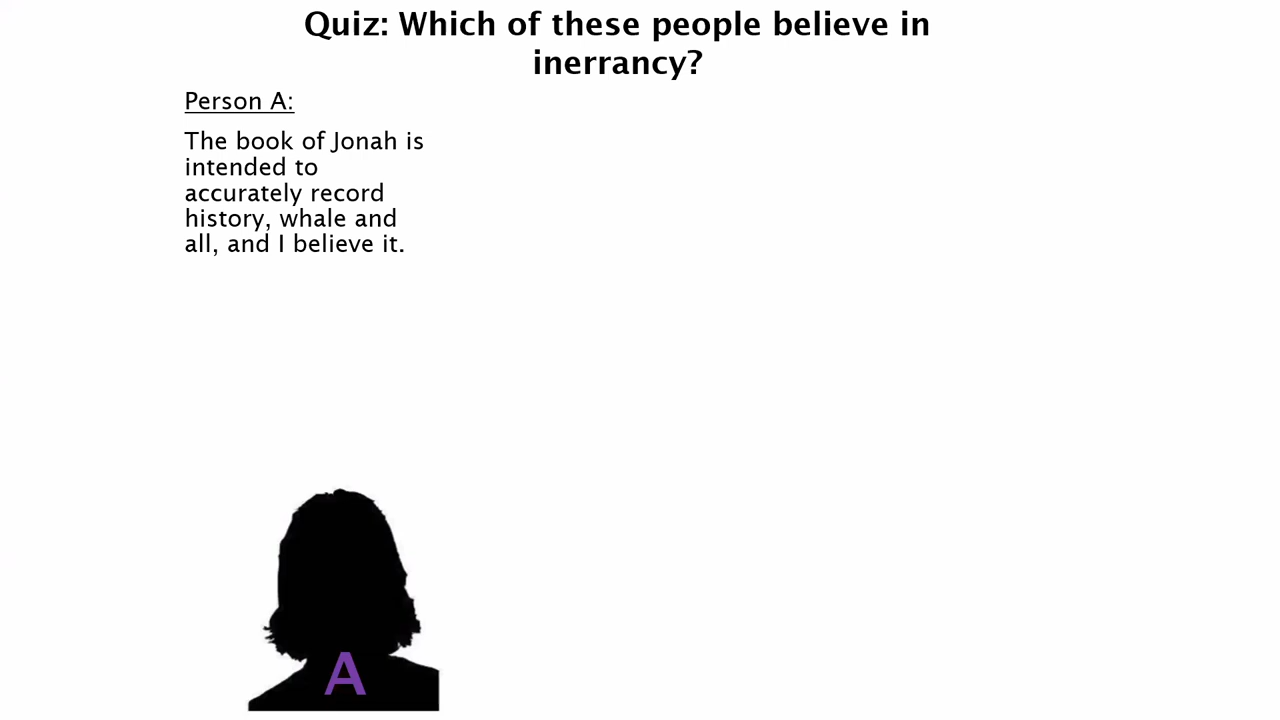 Quiz: Which of these people believe in
inerrancy?
Person A:
The book of Jonah is
intended to
accurately record
history, whale and
all, and I believe it.
A